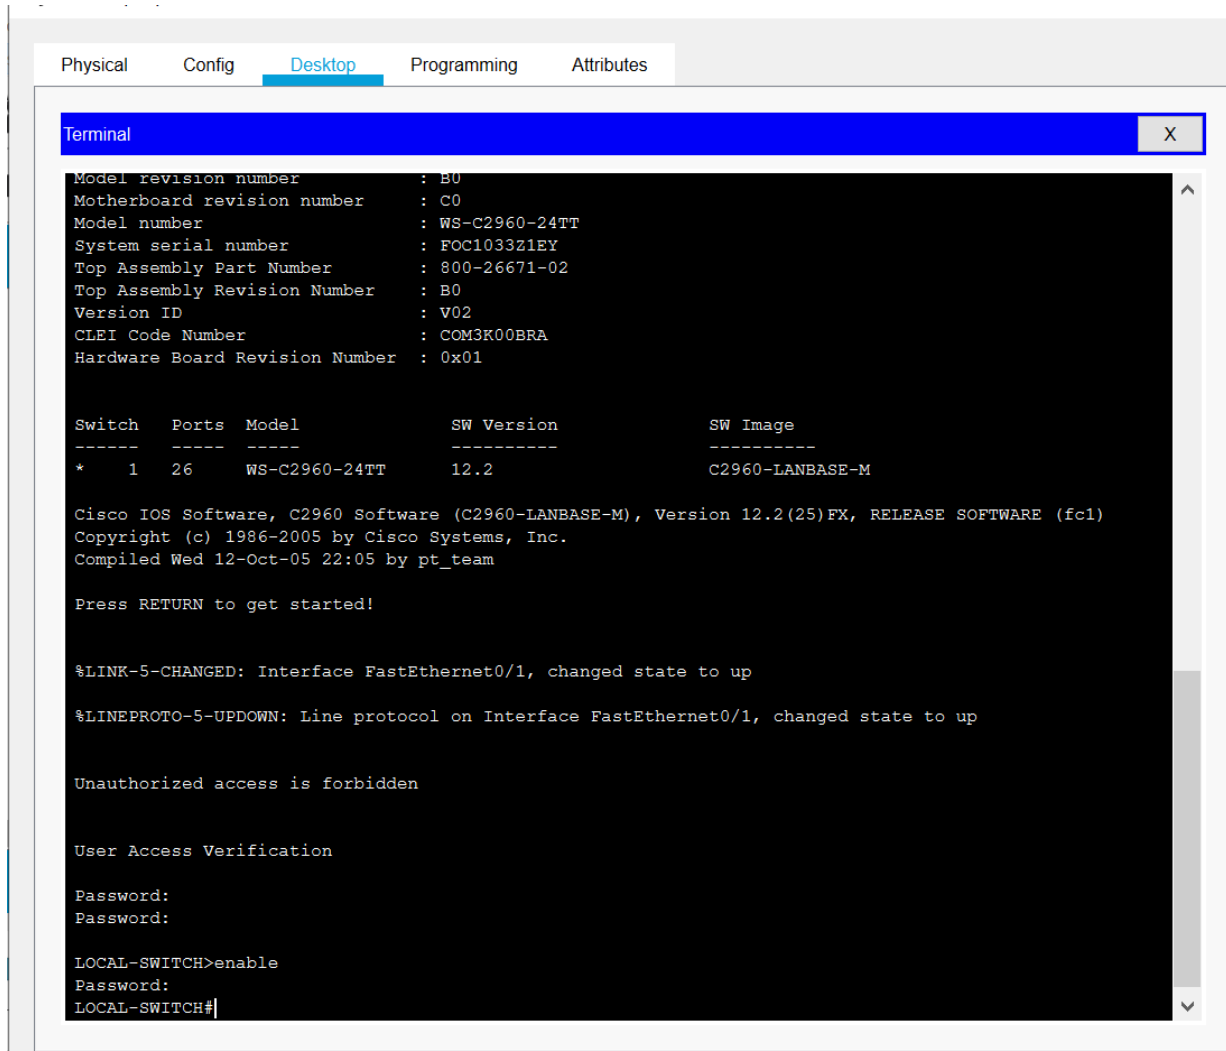 Physical Config Desktop Programming Attributes
Terminal X
Model revision number : B0
Motherboard revision number : C0
Model number : WS-C2960-24TT
System serial number : FOC1033Z1EY
Top Assembly Part Number : 800-26671-02
Top Assembly Revision Number : B0
Version ID : V02
CLEI Code Number : COM3K00BRA
Hardware Board Revision Number : 0x01
Switch Ports Model SW Version SW Image
------ ----- ----- ---------- ----------
* 1 26 WS-C2960-24TT 12.2 C2960-LANBASE-M
Cisco IOS Software, C2960 Software (C2960-LANBASE-M), Version 12.2(25)FX, RELEASE SOFTWARE (fc1)
Copyright (c) 1986-2005 by Cisco Systems, Inc.
Compiled Wed 12-Oct-05 22:05 by pt_team
Press RETURN to get started!
%LINK-5-CHANGED: Interface FastEthernet0/1, changed state to up
%LINEPROTO-5-UPDOWN: Line protocol on Interface FastEthernet0/1, changed state to up
Unauthorized access is forbidden
User Access Verification
Password:
Password:
LOCAL-SWITCH>enable
Password:
LOCAL-SWITCH#